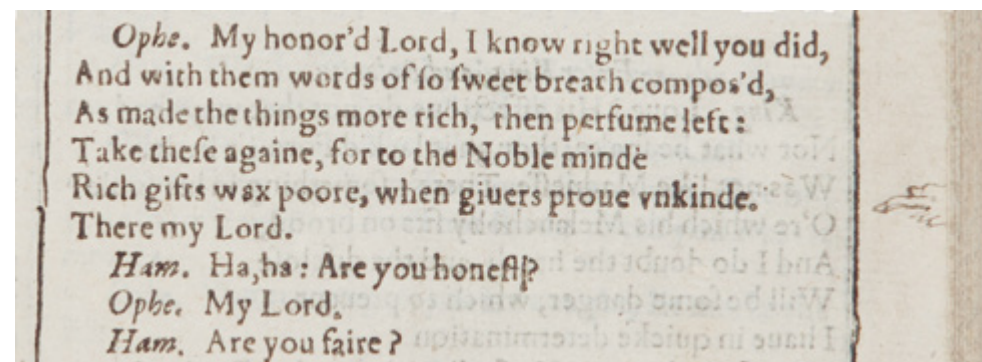 Ophe. My honor'd Lord, I know right well you did,
And with them words of ſo ſweet breath compos'd,
As made the things more rich, then perfume left:
Take theſe againe, for to the Noble minde
Rich gifts wax poore, when giuers proue vnkinde.
There my Lord.
Ham. Ha, ha: Are you honeſt?
Ophe. My Lord.
Ham. Are you faire?